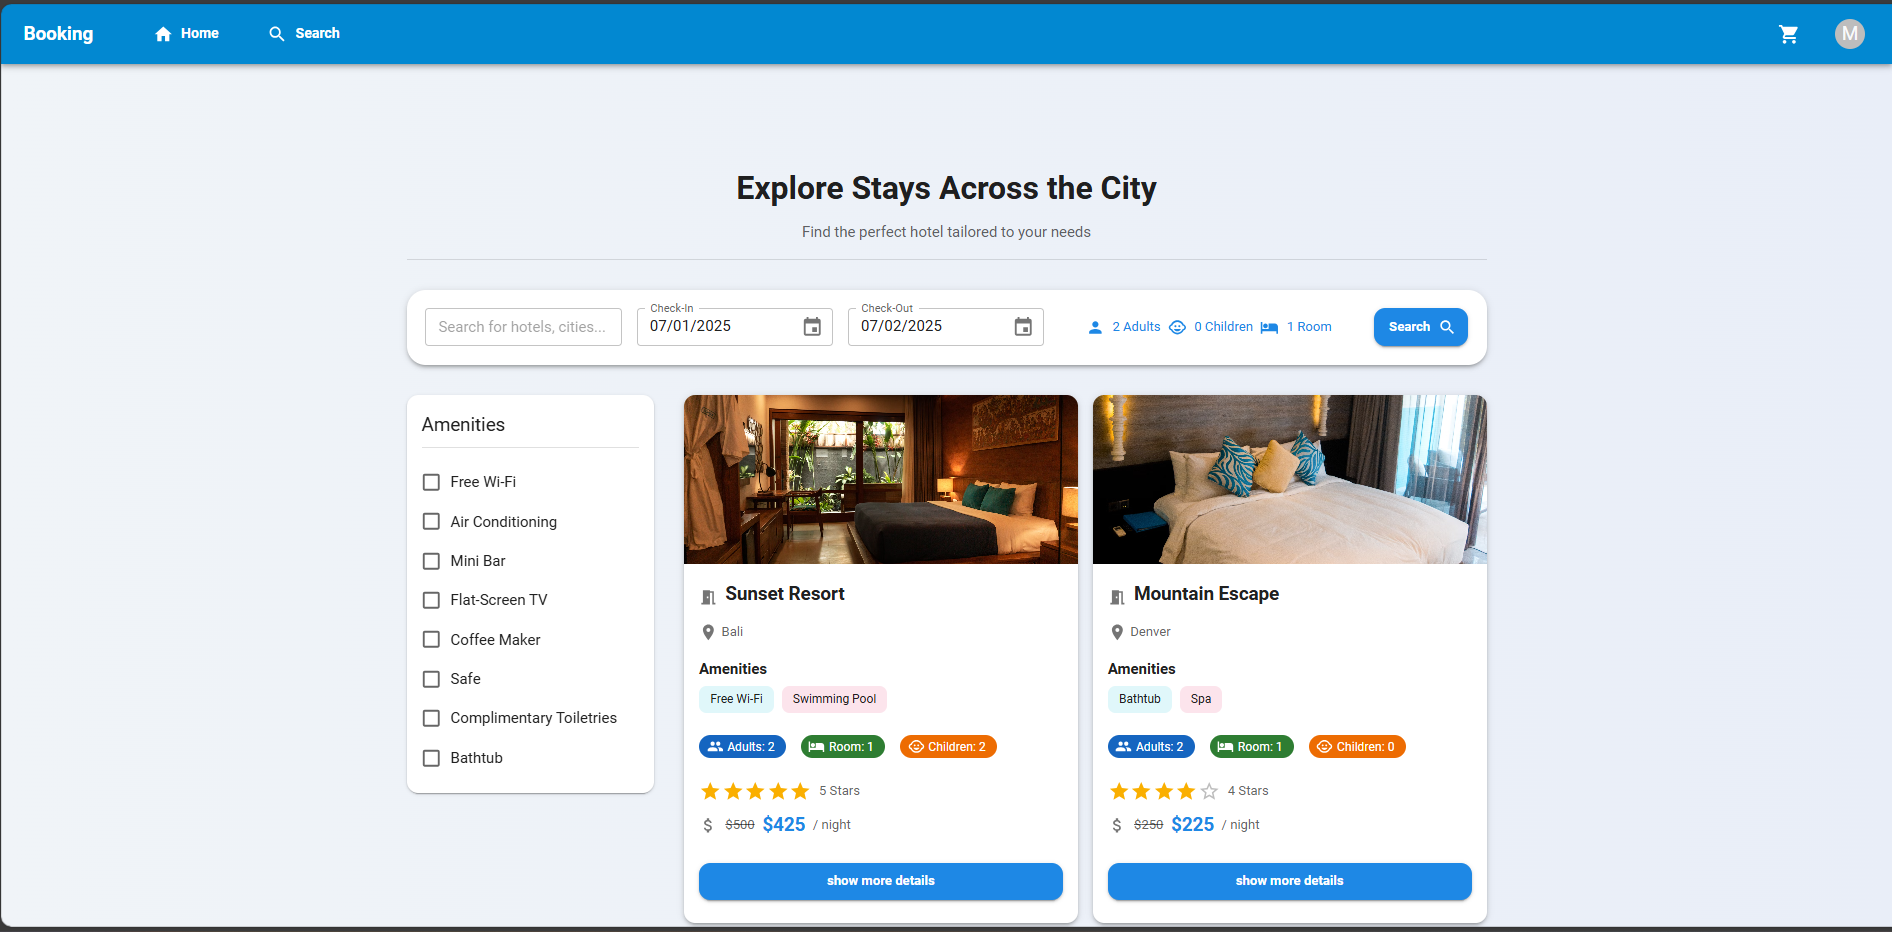 Booking
Home
Search
M
Explore Stays Across the City
Find the perfect hotel tailored to your needs
Search for hotels, cities...
Check-In
07/01/2025
Check-Out
07/02/2025
2 Adults
0 Children
1 Room
Search
Amenities
Free Wi-Fi
Air Conditioning
Mini Bar
Flat-Screen TV
Coffee Maker
Safe
Complimentary Toiletries
Bathtub
Sunset Resort
Bali
Amenities
Free Wi-Fi
Swimming Pool
Adults: 2
Room: 1
Children: 2
5 Stars
$ $500 $425 / night
show more details
Mountain Escape
Denver
Amenities
Bathtub
Spa
Adults: 2
Room: 1
Children: 0
4 Stars
$ $250 $225 / night
show more details